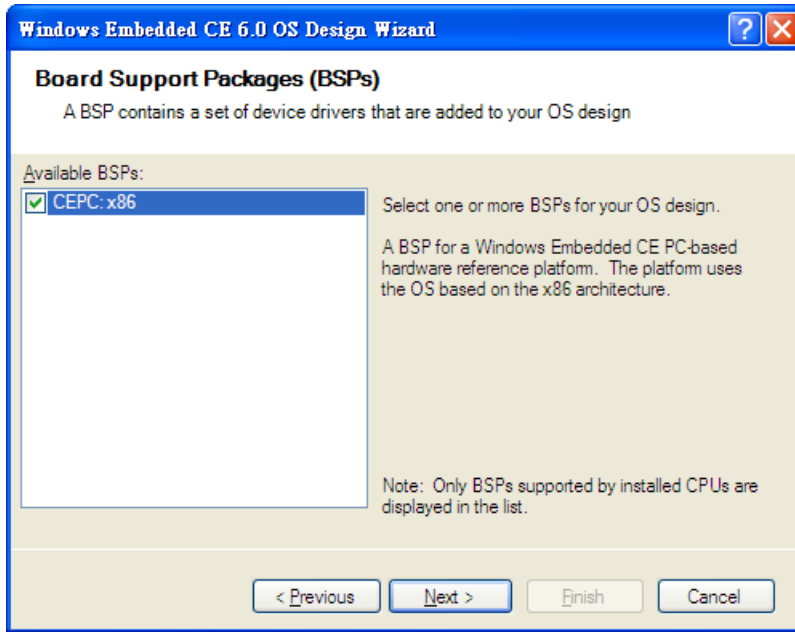 Windows Embedded CE 6.0 OS Design Wizard
Board Support Packages (BSPs)
A BSP contains a set of device drivers that are added to your OS design
Available BSPs:
CEPC: x86
Select one or more BSPs for your OS design.
A BSP for a Windows Embedded CE PC-based
hardware reference platform. The platform uses
the OS based on the x86 architecture.
Note: Only BSPs supported by installed CPUs are
displayed in the list.
< Previous
Next >
Finish
Cancel